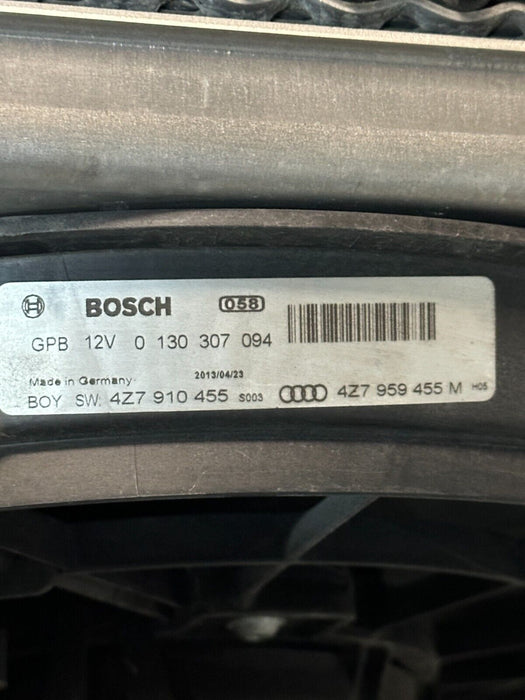 BOSCH 058
GPB 12V 0 130 307 094
Made in Germany 2013/04/23
BOY SW: 4Z7 910 455 S003 4Z7 959 455 M H05